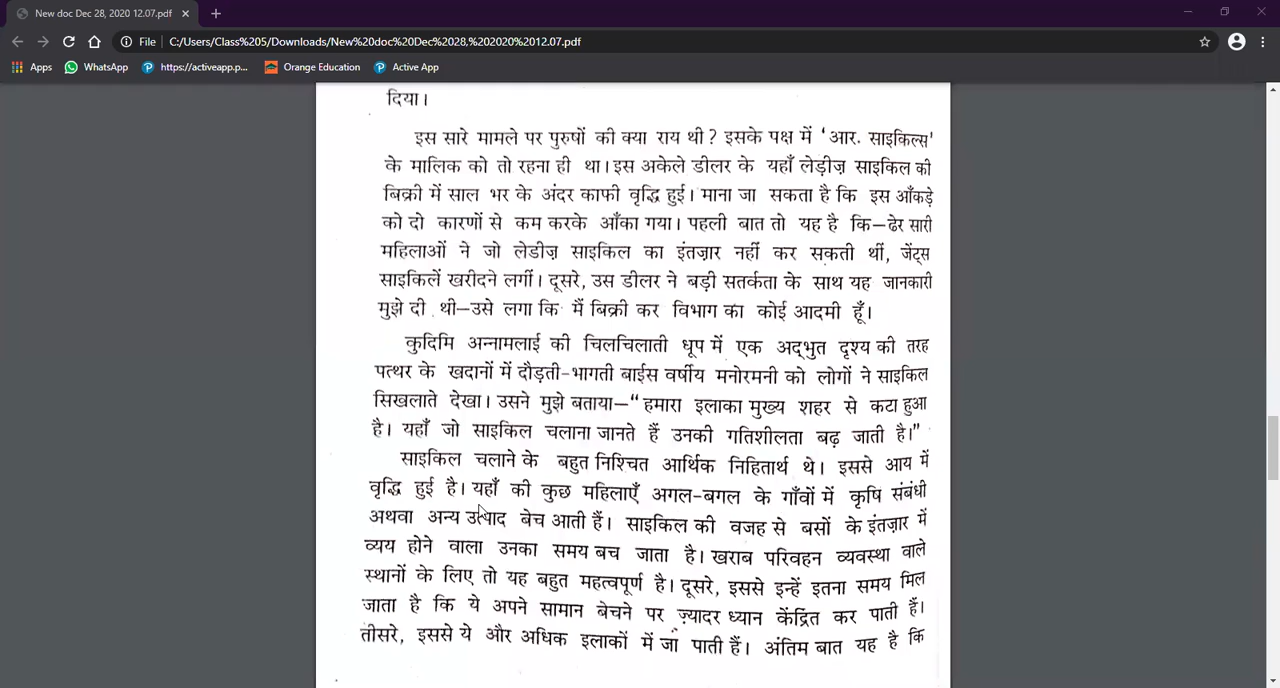 New doc Dec 28, 2020 12.07.pdf
File C:/Users/Class%205/Downloads/New%20doc%20Dec%2028,%202020%2012.07.pdf
Apps WhatsApp https://activeapp.p... Orange Education Active App
दिया।
इस सारे मामले पर पुरुषों की क्या राय थी? इसके पक्ष में 'आर. साइकिल्स'
के मालिक को तो रहना ही था। इस अकेले डीलर के यहाँ लेडीज़ साइकिल की
बिक्री में साल भर के अंदर काफी वृद्धि हुई। माना जा सकता है कि इस आँकड़े
को दो कारणों से कम करके आँका गया। पहली बात तो यह है कि—ढेर सारी
महिलाओं ने जो लेडीज़ साइकिल का इंतज़ार नहीं कर सकती थीं, जेंट्स
साइकिलें खरीदने लगीं। दूसरे, उस डीलर ने बड़ी सतर्कता के साथ यह जानकारी
मुझे दी थी—उसे लगा कि मैं बिक्री कर विभाग का कोई आदमी हूँ।
कुदिमि अन्नामलाई की चिलचिलाती धूप में एक अद्भुत दृश्य की तरह
पत्थर के खदानों में दौड़ती-भागती बाईस वर्षीय मनोरमनी को लोगों ने साइकिल
सिखलाते देखा। उसने मुझे बताया—"हमारा इलाका मुख्य शहर से कटा हुआ
है। यहाँ जो साइकिल चलाना जानते हैं उनकी गतिशीलता बढ़ जाती है।"
साइकिल चलाने के बहुत निश्चित आर्थिक निहितार्थ थे। इससे आय में
वृद्धि हुई है। यहाँ की कुछ महिलाएँ अगल-बगल के गाँवों में कृषि संबंधी
अथवा अन्य उत्पाद बेच आती हैं। साइकिल की वजह से बसों के इंतज़ार में
व्यय होने वाला उनका समय बच जाता है। खराब परिवहन व्यवस्था वाले
स्थानों के लिए तो यह बहुत महत्वपूर्ण है। दूसरे, इससे इन्हें इतना समय मिल
जाता है कि ये अपने सामान बेचने पर ज़्यादर ध्यान केंद्रित कर पाती हैं।
तीसरे, इससे ये और अधिक इलाकों में जा पाती हैं। अंतिम बात यह है कि